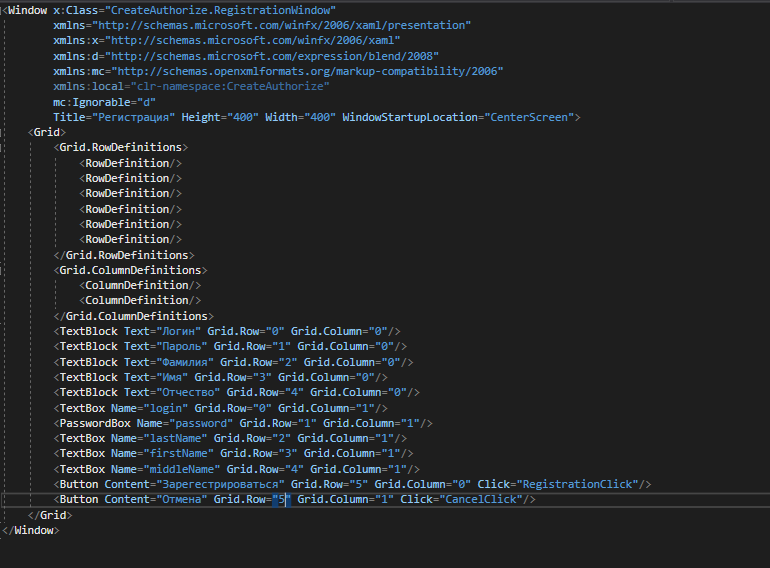 <Window x:Class="CreateAuthorize.RegistrationWindow"
xmlns="http://schemas.microsoft.com/winfx/2006/xaml/presentation"
xmlns:x="http://schemas.microsoft.com/winfx/2006/xaml"
xmlns:d="http://schemas.microsoft.com/expression/blend/2008"
xmlns:mc="http://schemas.openxmlformats.org/markup-compatibility/2006"
xmlns:local="clr-namespace:CreateAuthorize"
mc:Ignorable="d"
Title="Регистрация" Height="400" Width="400" WindowStartupLocation="CenterScreen">
<Grid>
<Grid.RowDefinitions>
<RowDefinition/>
<RowDefinition/>
<RowDefinition/>
<RowDefinition/>
<RowDefinition/>
<RowDefinition/>
</Grid.RowDefinitions>
<Grid.ColumnDefinitions>
<ColumnDefinition/>
<ColumnDefinition/>
</Grid.ColumnDefinitions>
<TextBlock Text="Логин" Grid.Row="0" Grid.Column="0"/>
<TextBlock Text="Пароль" Grid.Row="1" Grid.Column="0"/>
<TextBlock Text="Фамилия" Grid.Row="2" Grid.Column="0"/>
<TextBlock Text="Имя" Grid.Row="3" Grid.Column="0"/>
<TextBlock Text="Отчество" Grid.Row="4" Grid.Column="0"/>
<TextBox Name="login" Grid.Row="0" Grid.Column="1"/>
<PasswordBox Name="password" Grid.Row="1" Grid.Column="1"/>
<TextBox Name="lastName" Grid.Row="2" Grid.Column="1"/>
<TextBox Name="firstName" Grid.Row="3" Grid.Column="1"/>
<TextBox Name="middleName" Grid.Row="4" Grid.Column="1"/>
<Button Content="Зарегестрироваться" Grid.Row="5" Grid.Column="0" Click="RegistrationClick"/>
<Button Content="Отмена" Grid.Row="5" Grid.Column="1" Click="CancelClick"/>
</Grid>
</Window>